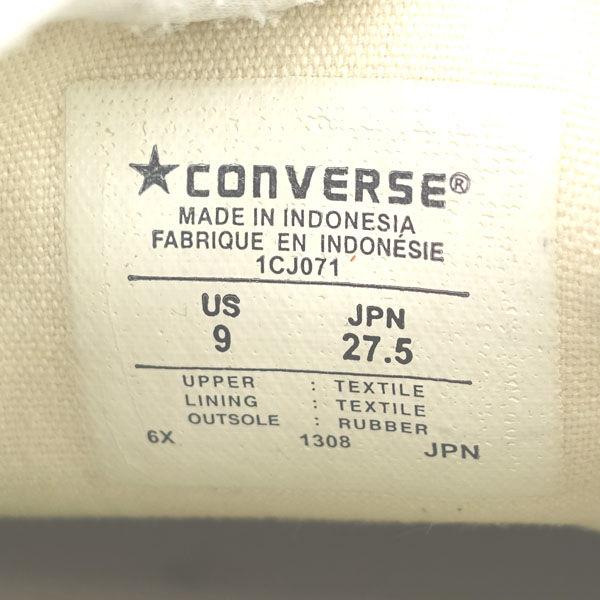 ★CONVERSE®
MADE IN INDONESIA
FABRIQUE EN INDONÉSIE
1CJ071
US JPN
9 27.5
UPPER : TEXTILE
LINING : TEXTILE
OUTSOLE : RUBBER
6X 1308 JPN